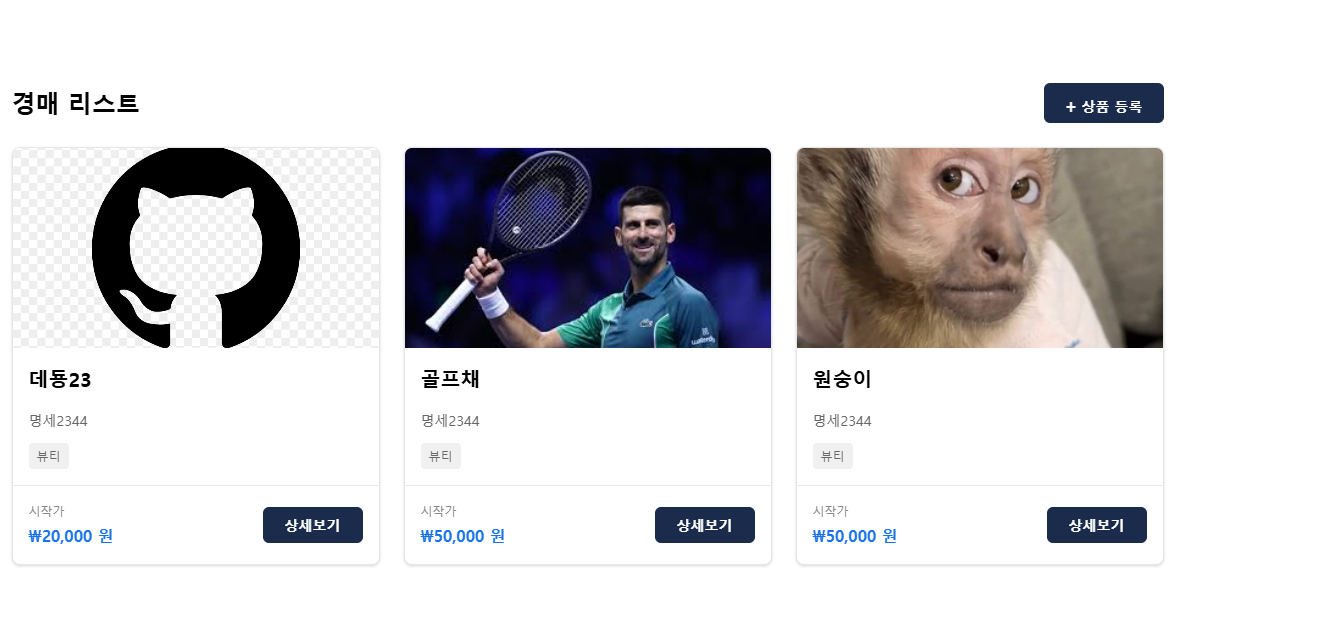 경매 리스트
+ 상품 등록
데둉23
명세2344
뷰티
시작가
₩20,000 원
상세보기
골프채
명세2344
뷰티
시작가
₩50,000 원
상세보기
원숭이
명세2344
뷰티
시작가
₩50,000 원
상세보기